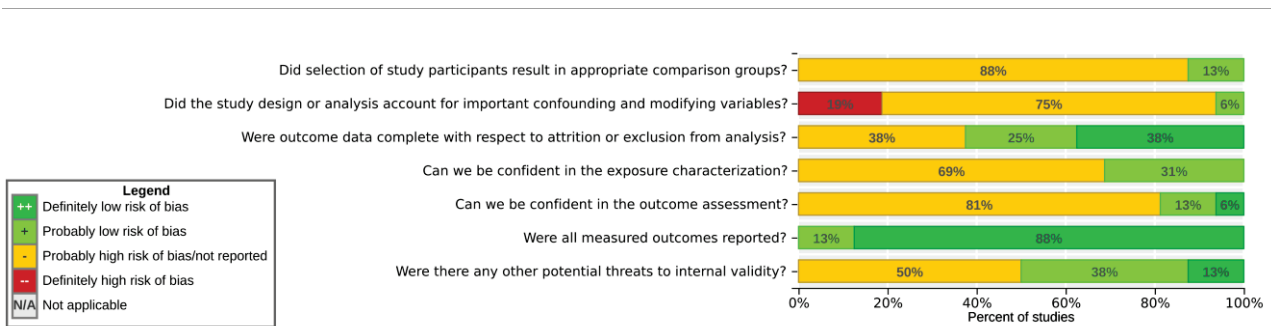 Did selection of study participants result in appropriate comparison groups? 88% 13%
Did the study design or analysis account for important confounding and modifying variables? 19% 75% 6%
Were outcome data complete with respect to attrition or exclusion from analysis? 38% 25% 38%
Can we be confident in the exposure characterization? 69% 31%
Can we be confident in the outcome assessment? 81% 13% 6%
Were all measured outcomes reported? 13% 88%
Were there any other potential threats to internal validity? 50% 38% 13%
0% 20% 40% 60% 80% 100%
Percent of studies
Legend
++ Definitely low risk of bias
+ Probably low risk of bias
- Probably high risk of bias/not reported
-- Definitely high risk of bias
N/A Not applicable